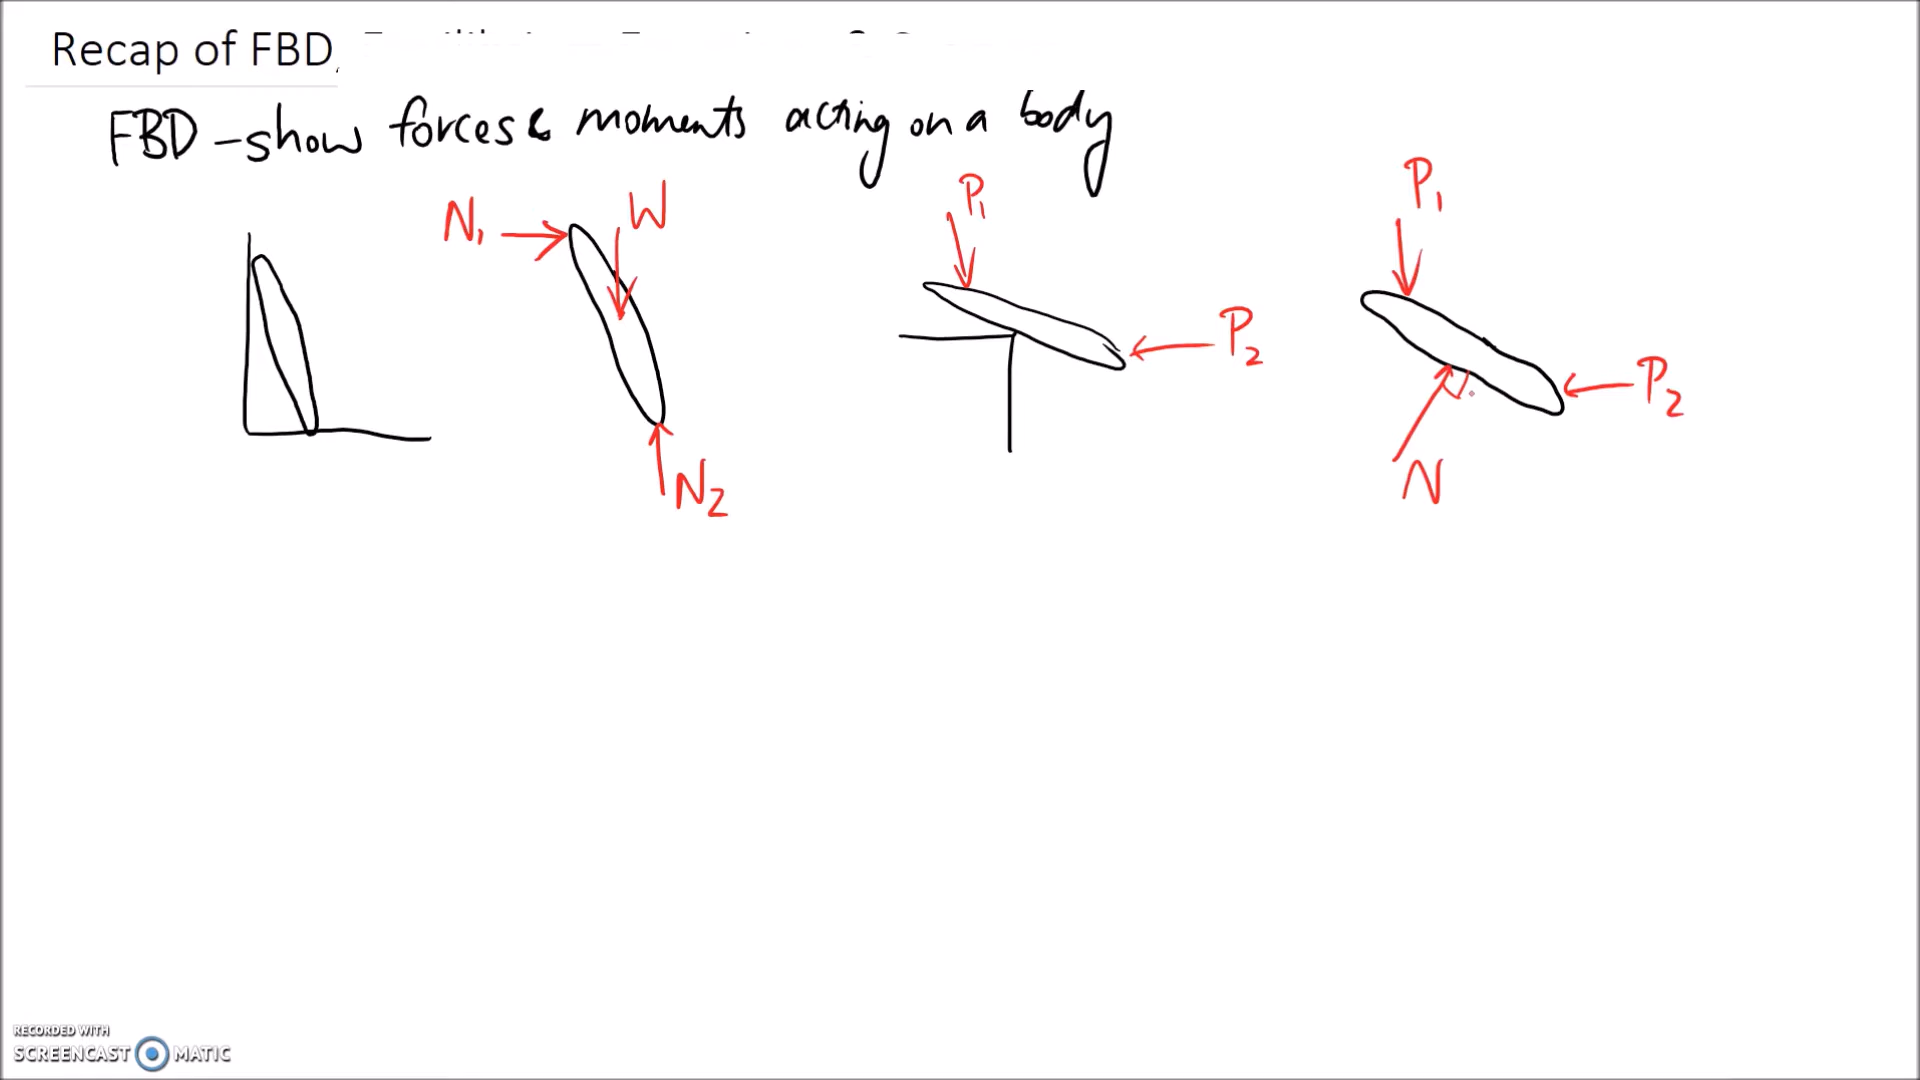 Recap of FBD,
FBD - show forces & moments acting on a body
N1
W
N2
P1
P2
P1
P2
N
RECORDED WITH
SCREENCAST MATIC